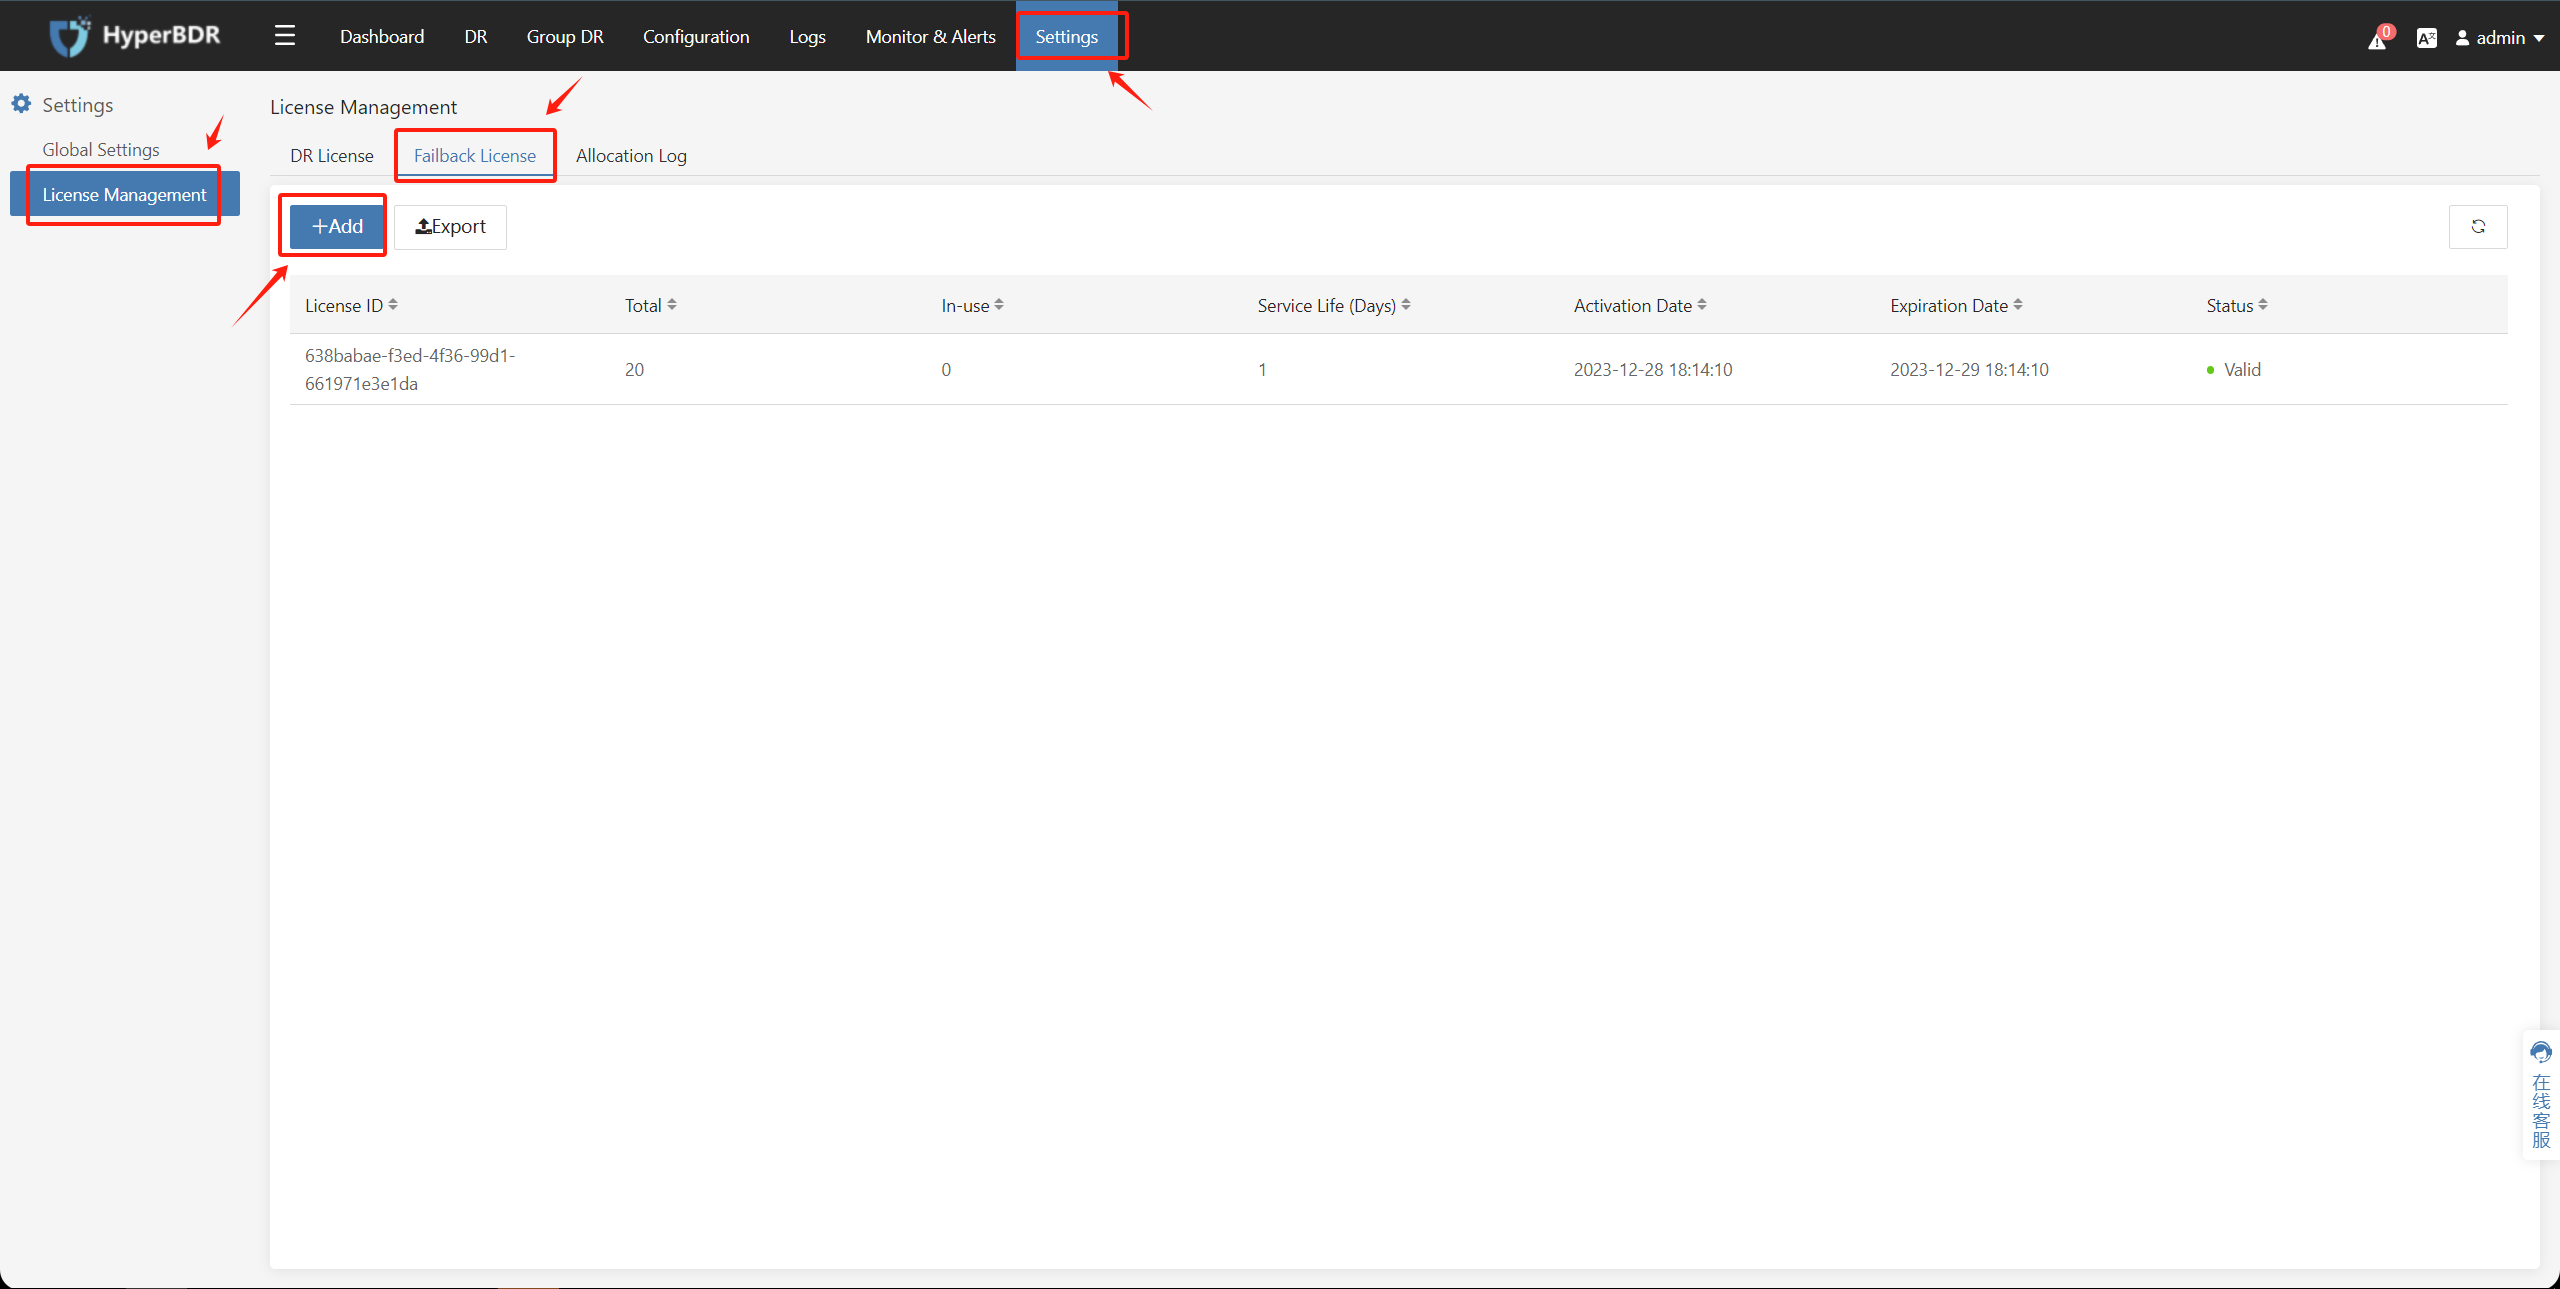 HyperBDR
Dashboard DR Group DR Configuration Logs Monitor & Alerts Settings
0 admin
Settings
Global Settings
License Management
License Management
DR License Failback License Allocation Log
+Add Export
License ID Total In-use Service Life (Days) Activation Date Expiration Date Status
638babae-f3ed-4f36-99d1-
661971e3e1da
20 0 1 2023-12-28 18:14:10 2023-12-29 18:14:10 Valid
在线客服